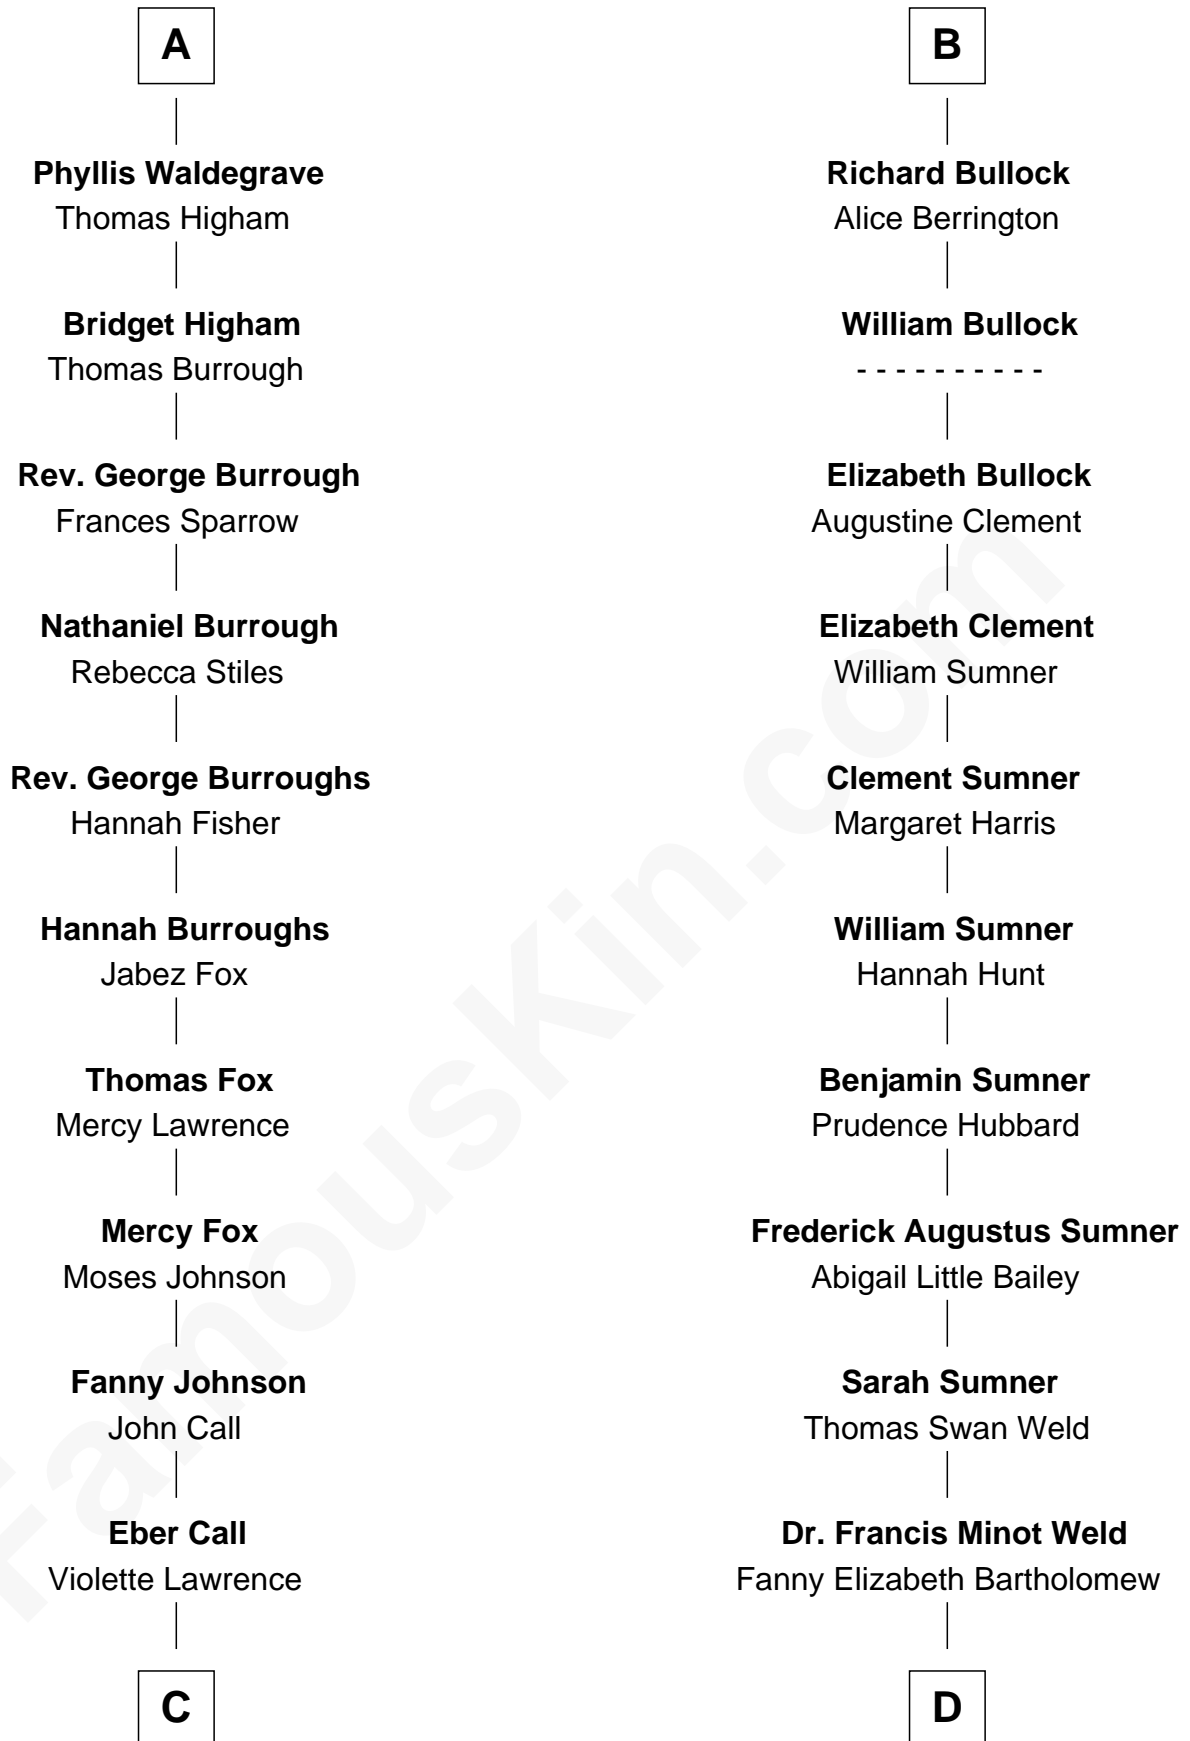 A
Phyllis Waldegrave
Thomas Higham
Bridget Higham
Thomas Burrough
Rev. George Burrough
Frances Sparrow
Nathaniel Burrough
Rebecca Stiles
Rev. George Burroughs
Hannah Fisher
Hannah Burroughs
Jabez Fox
Thomas Fox
Mercy Lawrence
Mercy Fox
Moses Johnson
Fanny Johnson
John Call
Eber Call
Violette Lawrence
C
B
Richard Bullock
Alice Berrington
William Bullock
- - - - - - - - - -
Elizabeth Bullock
Augustine Clement
Elizabeth Clement
William Sumner
Clement Sumner
Margaret Harris
William Sumner
Hannah Hunt
Benjamin Sumner
Prudence Hubbard
Frederick Augustus Sumner
Abigail Little Bailey
Sarah Sumner
Thomas Swan Weld
Dr. Francis Minot Weld
Fanny Elizabeth Bartholomew
D
FamousKin.com